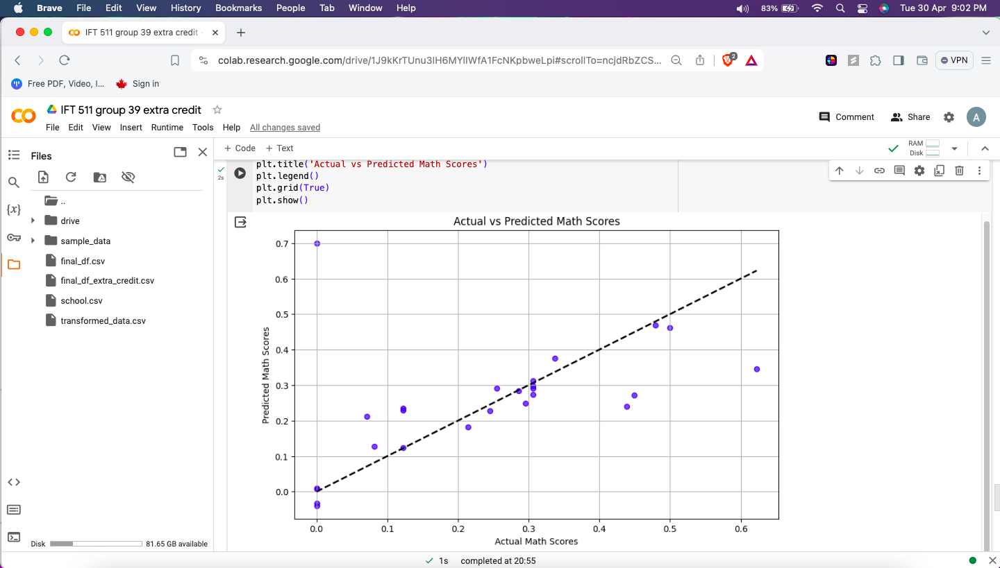 Brave File Edit View History Bookmarks People Tab Window Help 83% Tue 30 Apr 9:02 PM
IFT 511 group 39 extra credit
colab.research.google.com/drive/1J9kKrTUnu3IH6MYlIWfA1FcNKpbweLpi#scrollTo=ncjdRbZCS... 2 VPN
Free PDF, Video, I... Sign in
IFT 511 group 39 extra credit
Comment Share A
File Edit View Insert Runtime Tools Help All changes saved
Files
+ Code + Text
RAM
Disk
2s
plt.title('Actual vs Predicted Math Scores')
plt.legend()
plt.grid(True)
plt.show()
..
drive
sample_data
final_df.csv
final_df_extra_credit.csv
school.csv
transformed_data.csv
{x}
Actual vs Predicted Math Scores
Predicted Math Scores
0.7
0.6
0.5
0.4
0.3
0.2
0.1
0.0
0.0 0.1 0.2 0.3 0.4 0.5 0.6
Actual Math Scores
Disk 81.65 GB available
1s completed at 20:55